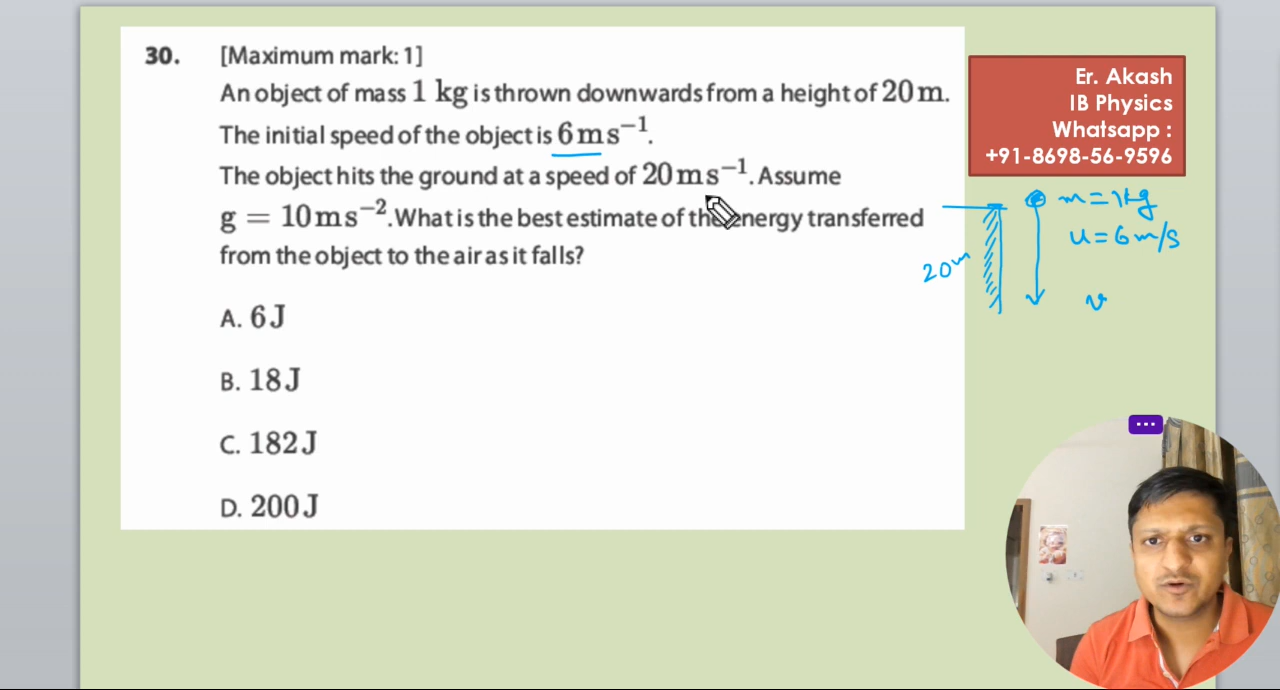 30. [Maximum mark: 1]
An object of mass 1 kg is thrown downwards from a height of 20 m.
The initial speed of the object is 6 m s⁻¹.
The object hits the ground at a speed of 20 m s⁻¹. Assume
g = 10 m s⁻². What is the best estimate of the energy transferred
from the object to the air as it falls?
A. 6 J
B. 18 J
C. 182 J
D. 200 J
Er. Akash
IB Physics
Whatsapp :
+91-8698-56-9596
m = 1 kg
u = 6 m/s
20 m
v